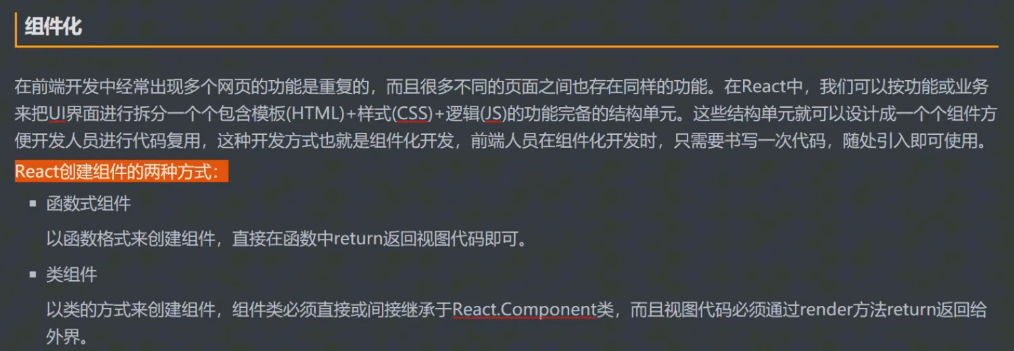 组件化
在前端开发中经常出现多个网页的功能是重复的，而且很多不同的页面之间也存在同样的功能。在React中，我们可以按功能或业务
来把UI界面进行拆分一个个包含模板(HTML)+样式(CSS)+逻辑(JS)的功能完备的结构单元。这些结构单元就可以设计成一个个组件方
便开发人员进行代码复用，这种开发方式也就是组件化开发，前端人员在组件化开发时，只需要书写一次代码，随处引入即可使用。
React创建组件的两种方式：
▪ 函数式组件
以函数格式来创建组件，直接在函数中return返回视图代码即可。
▪ 类组件
以类的方式来创建组件，组件类必须直接或间接继承于React.Component类，而且视图代码必须通过render方法return返回给
外界。